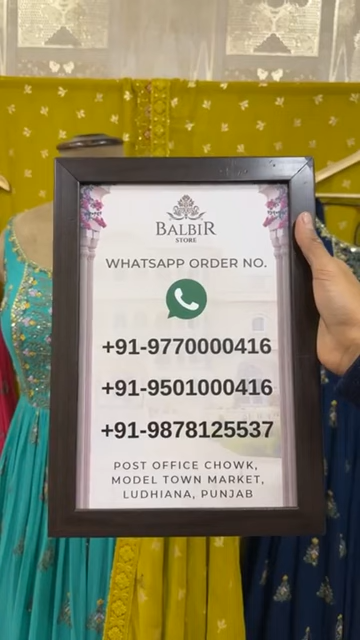 BALBIR
STORE
WHATSAPP ORDER NO.
+91-9770000416
+91-9501000416
+91-9878125537
POST OFFICE CHOWK,
MODEL TOWN MARKET,
LUDHIANA, PUNJAB